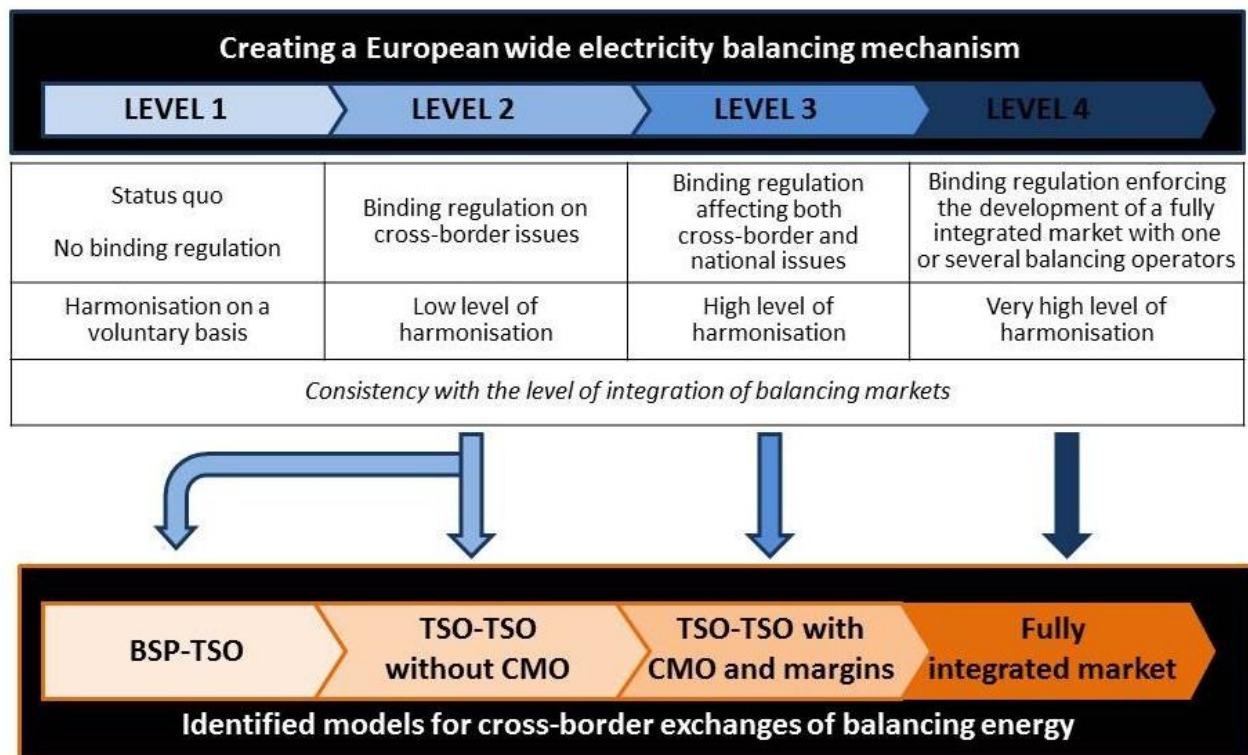 Creating a European wide electricity balancing mechanism
LEVEL 1
LEVEL 2
LEVEL 3
LEVEL 4
Status quo
No binding regulation
Binding regulation on
cross-border issues
Binding regulation
affecting both
cross-border and
national issues
Binding regulation enforcing
the development of a fully
integrated market with one
or several balancing operators
Harmonisation on a
voluntary basis
Low level of
harmonisation
High level of
harmonisation
Very high level of
harmonisation
Consistency with the level of integration of balancing markets
BSP-TSO
TSO-TSO
without CMO
TSO-TSO with
CMO and margins
Fully
integrated market
Identified models for cross-border exchanges of balancing energy